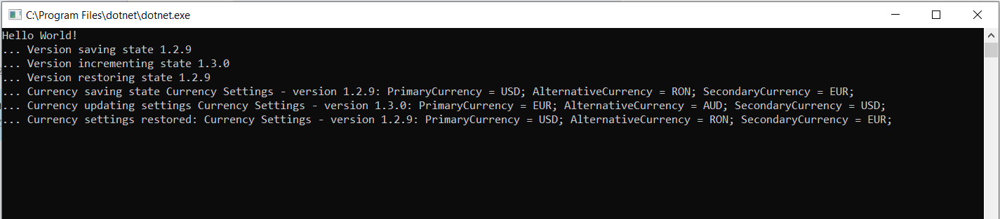 C:\Program Files\dotnet\dotnet.exe
Hello World!
... Version saving state 1.2.9
... Version incrementing state 1.3.0
... Version restoring state 1.2.9
... Currency saving state Currency Settings - version 1.2.9: PrimaryCurrency = USD; AlternativeCurrency = RON; SecondaryCurrency = EUR;
... Currency updating settings Currency Settings - version 1.3.0: PrimaryCurrency = EUR; AlternativeCurrency = AUD; SecondaryCurrency = USD;
... Currency settings restored: Currency Settings - version 1.2.9: PrimaryCurrency = USD; AlternativeCurrency = RON; SecondaryCurrency = EUR;